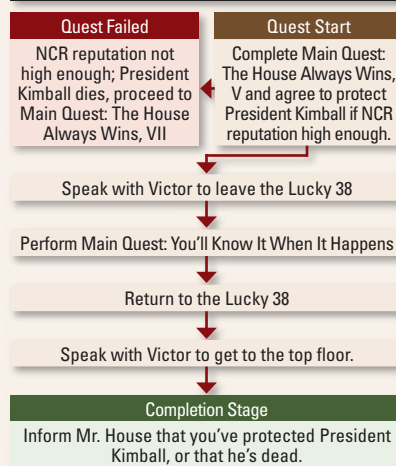 Quest Failed
NCR reputation not
high enough; President
Kimball dies, proceed to
Main Quest: The House
Always Wins, VII
Quest Start
Complete Main Quest:
The House Always Wins,
V and agree to protect
President Kimball if NCR
reputation high enough.
Speak with Victor to leave the Lucky 38
Perform Main Quest: You'll Know It When It Happens
Return to the Lucky 38
Speak with Victor to get to the top floor.
Completion Stage
Inform Mr. House that you've protected President
Kimball, or that he's dead.